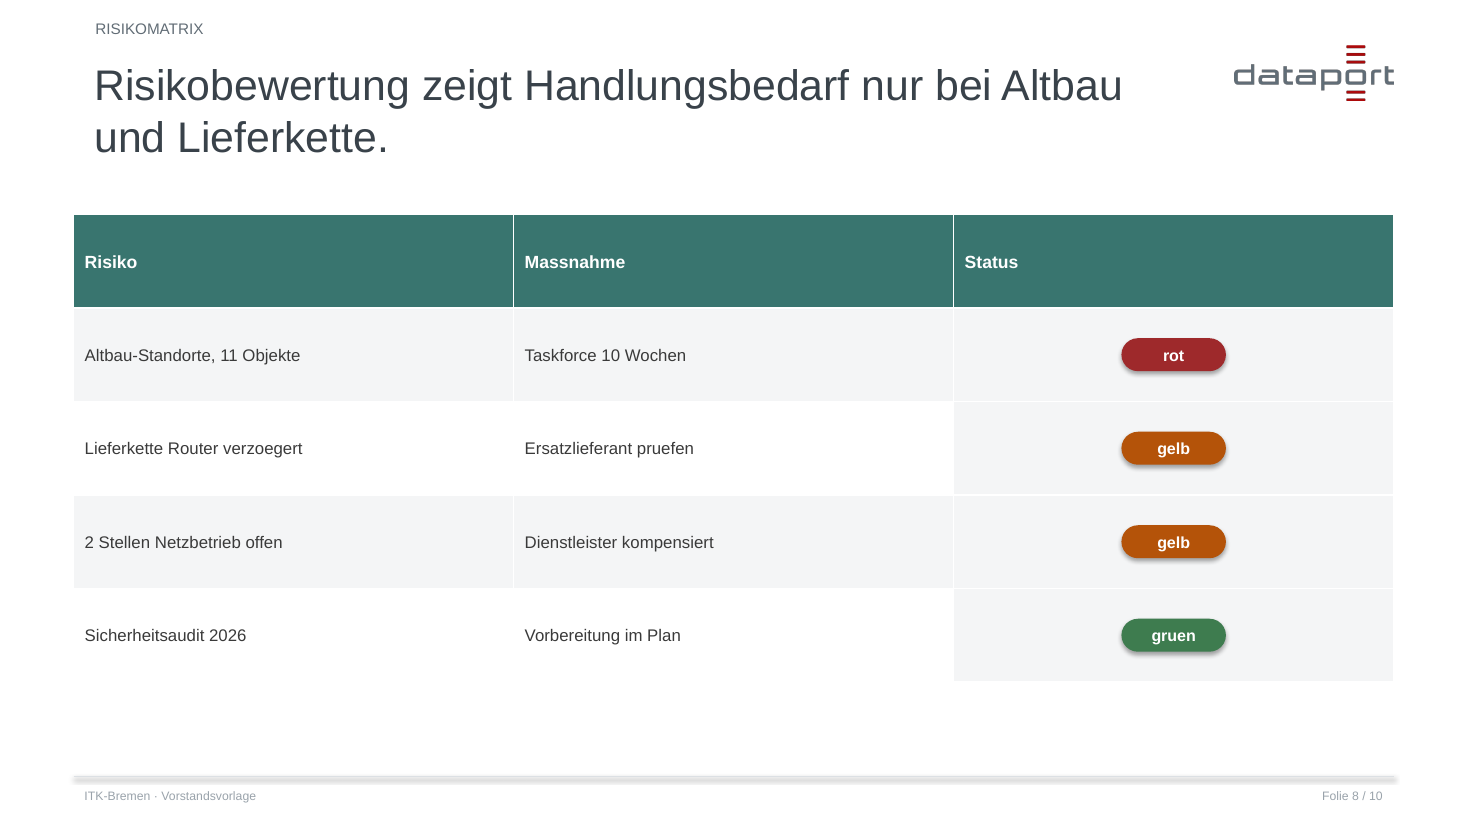 RISIKOMATRIX
Risikobewertung zeigt Handlungsbedarf nur bei Altbau
und Lieferkette.
dataport
Risiko Massnahme Status
Altbau-Standorte, 11 Objekte Taskforce 10 Wochen rot
Lieferkette Router verzoegert Ersatzlieferant pruefen gelb
2 Stellen Netzbetrieb offen Dienstleister kompensiert gelb
Sicherheitsaudit 2026 Vorbereitung im Plan gruen
ITK-Bremen · Vorstandsvorlage Folie 8 / 10